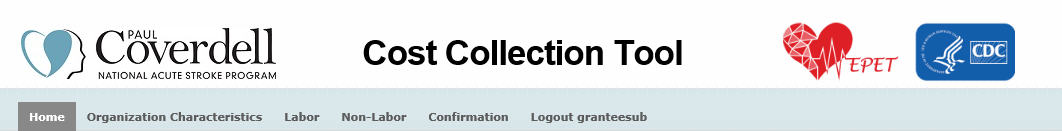 PAUL
Coverdell
NATIONAL ACUTE STROKE PROGRAM
Cost Collection Tool
EPET
CDC
Home Organization Characteristics Labor Non-Labor Confirmation Logout granteesub